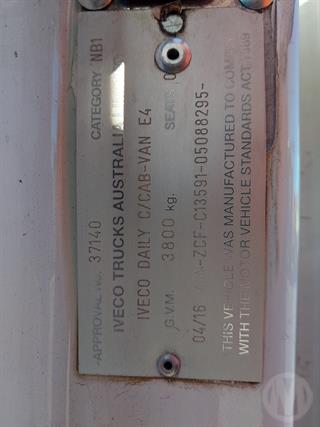 APPROVAL No. 37140 CATEGORY NB1
IVECO TRUCKS AUSTRALI
IVECO DAILY C/CAB-VAN E4
G.V.M. 3800 kg. SEATS
04/16 -ZCF-C13591-05088295-
THIS VEHICLE WAS MANUFACTURED TO COMPLY
WITH THE MOTOR VEHICLE STANDARDS ACT 1989